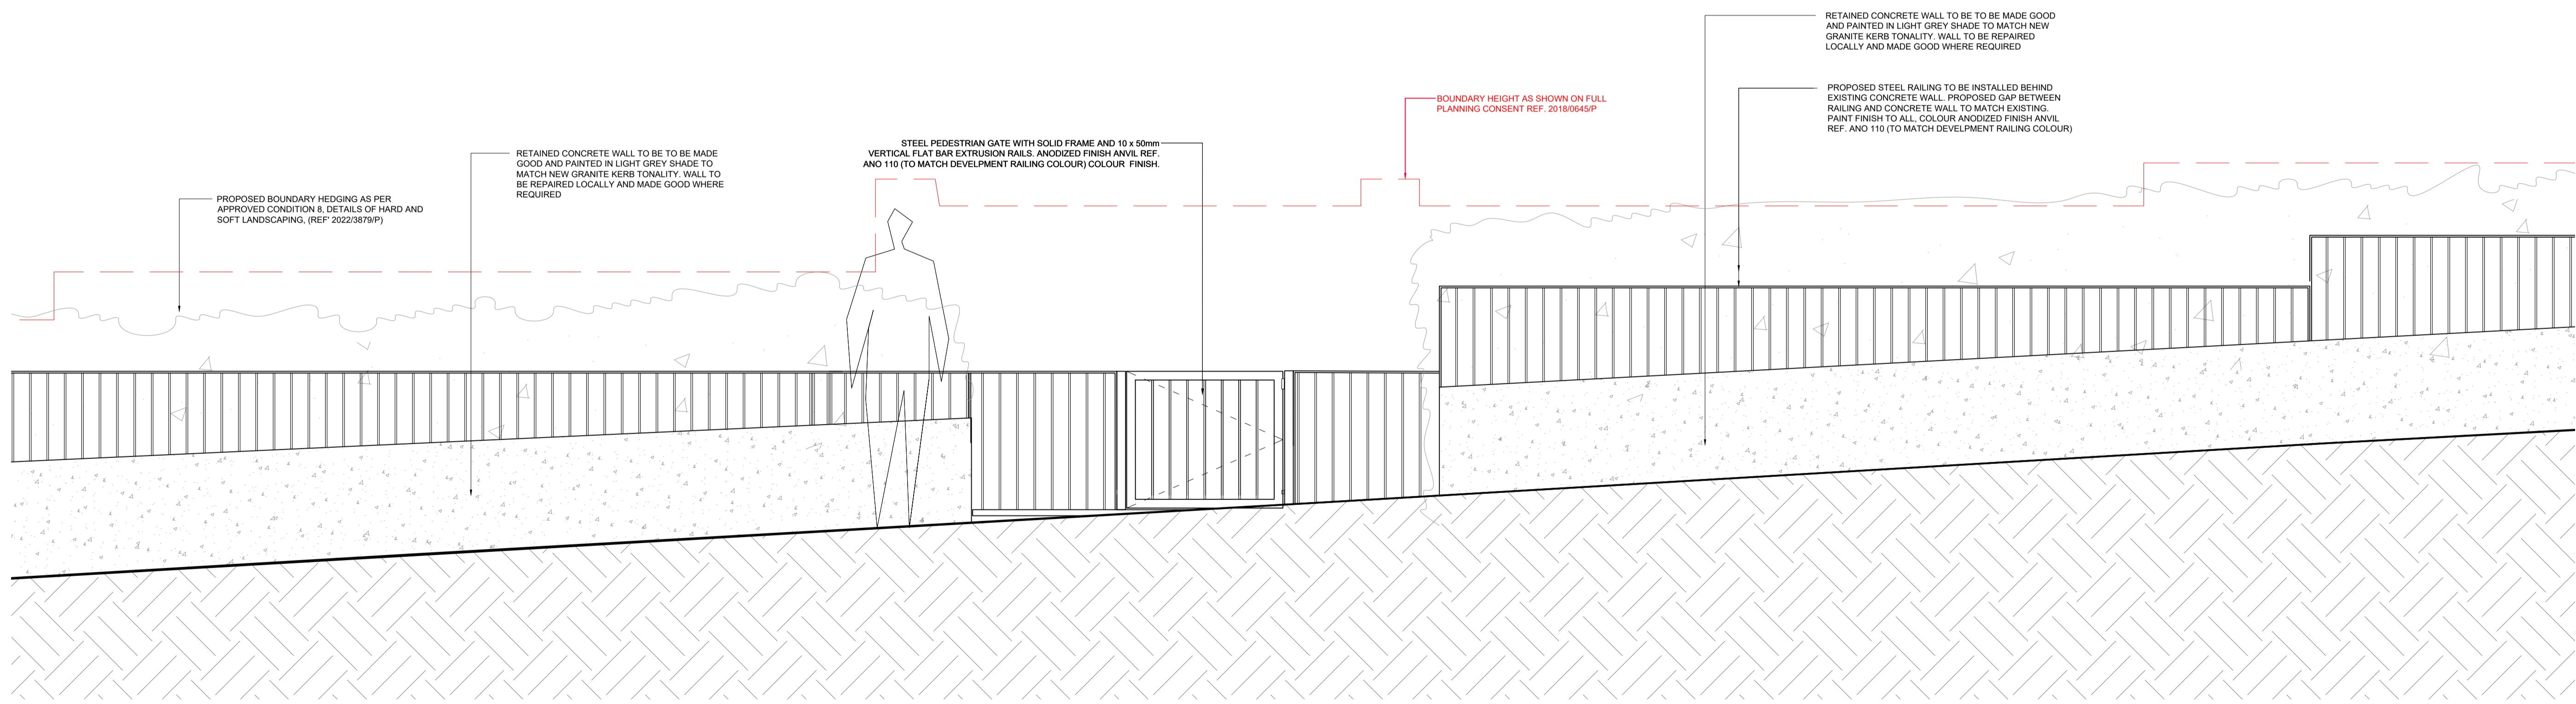 RETAINED CONCRETE WALL TO BE TO BE MADE GOOD
AND PAINTED IN LIGHT GREY SHADE TO MATCH NEW
GRANITE KERB TONALITY. WALL TO BE REPAIRED
LOCALLY AND MADE GOOD WHERE REQUIRED
PROPOSED STEEL RAILING TO BE INSTALLED BEHIND
EXISTING CONCRETE WALL. PROPOSED GAP BETWEEN
RAILING AND CONCRETE WALL TO MATCH EXISTING.
PAINT FINISH TO ALL, COLOUR ANODIZED FINISH ANVIL
REF. ANO 110 (TO MATCH DEVELPMENT RAILING COLOUR)
BOUNDARY HEIGHT AS SHOWN ON FULL
PLANNING CONSENT REF. 2018/0645/P
STEEL PEDESTRIAN GATE WITH SOLID FRAME AND 10 x 50mm
VERTICAL FLAT BAR EXTRUSION RAILS. ANODIZED FINISH ANVIL REF.
ANO 110 (TO MATCH DEVELPMENT RAILING COLOUR) COLOUR FINISH.
RETAINED CONCRETE WALL TO BE TO BE MADE
GOOD AND PAINTED IN LIGHT GREY SHADE TO
MATCH NEW GRANITE KERB TONALITY. WALL TO
BE REPAIRED LOCALLY AND MADE GOOD WHERE
REQUIRED
PROPOSED BOUNDARY HEDGING AS PER
APPROVED CONDITION 8, DETAILS OF HARD AND
SOFT LANDSCAPING, (REF' 2022/3879/P)